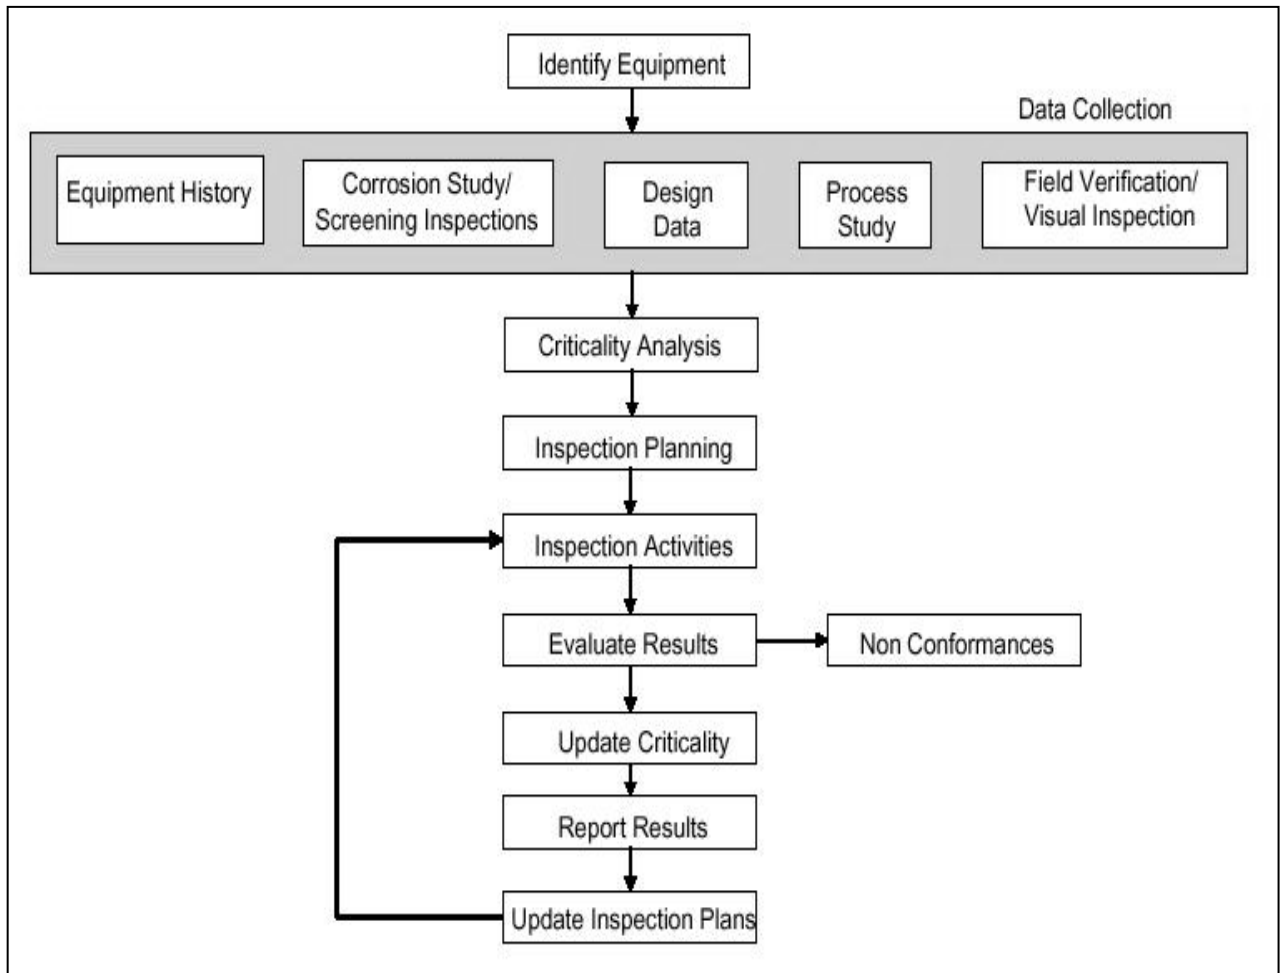 Identify Equipment
Data Collection
Equipment History
Corrosion Study/
Screening Inspections
Design
Data
Process
Study
Field Verification/
Visual Inspection
Criticality Analysis
Inspection Planning
Inspection Activities
Evaluate Results
Non Conformances
Update Criticality
Report Results
Update Inspection Plans